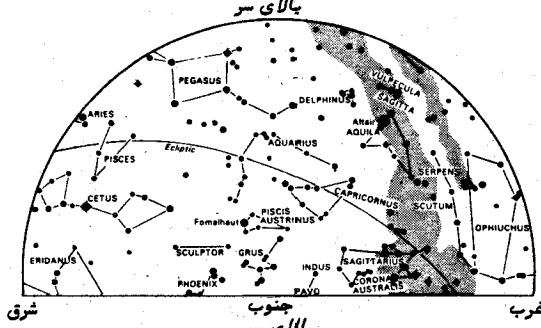 بالای سر
PEGASUS
VULPECULA
SAGITTA
DELPHINUS
ARIES
Altair
AQUILA
Ecliptic
AQUARIUS
PISCES
SERPENS
CETUS
CAPRICORNUS
SCUTUM
PISCIS
AUSTRINUS
Fomalhaut
OPHIUCHUS
ERIDANUS
SCULPTOR
GRUS
SAGITTARIUS
INDUS
PHOENIX
PAVO
CORONA
AUSTRALIS
شرق
جنوب
غرب